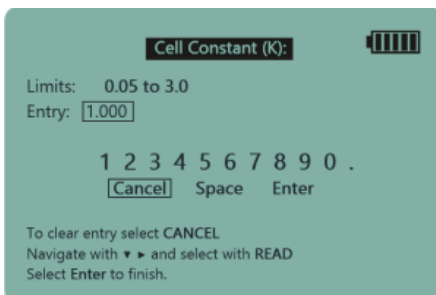 Cell Constant (K):
Limits: 0.05 to 3.0
Entry: 1.000
1 2 3 4 5 6 7 8 9 0 .
Cancel Space Enter
To clear entry select CANCEL
Navigate with ▼ ► and select with READ
Select Enter to finish.